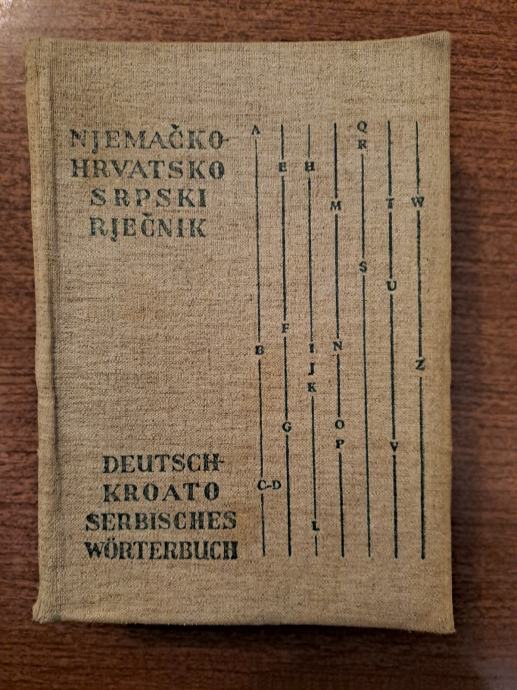 NJEMAČKO-
HRVATSKO
SRPSKI
RJEČNIK
DEUTSCH-
KROATO
SERBISCHES
WÖRTERBUCH
A
B
C-D
E
F
G
H
I
J
K
L
M
N
O
P
Q
R
S
T
U
V
W
Z